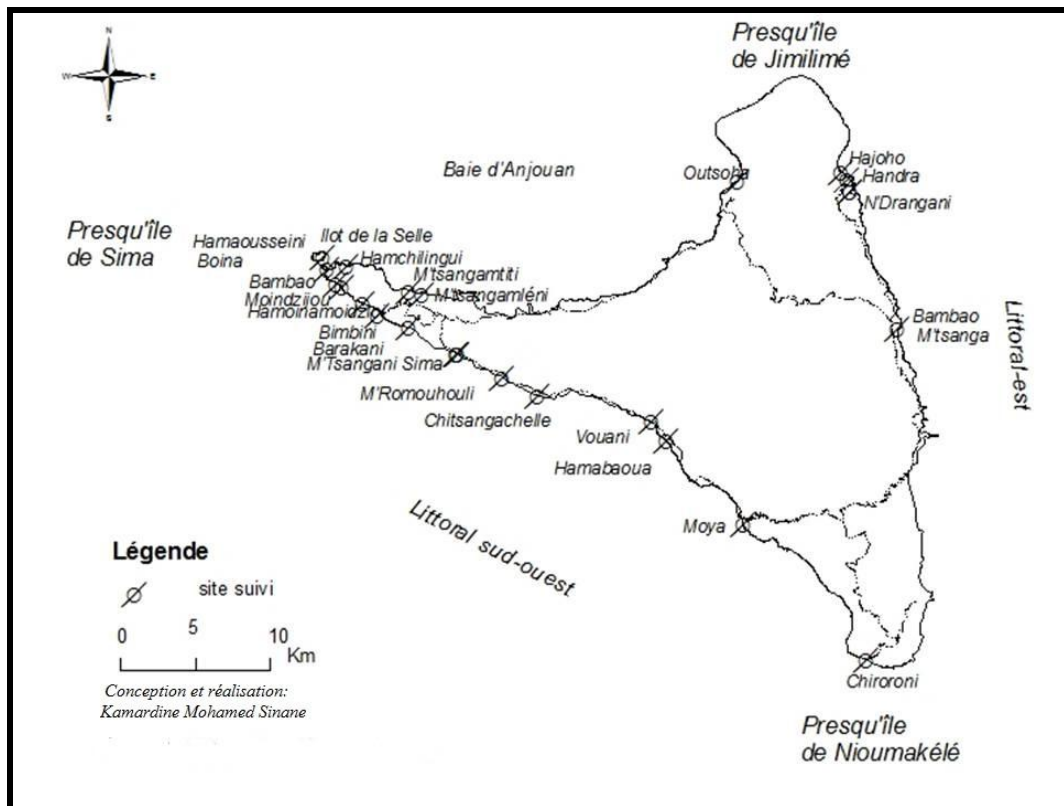 N
W
E
S
Presqu'île
de Jimilimé
Baie d'Anjouan
Outsoha
Hajoho
Handra
N'Drangani
Presqu'île
de Sima
Hamaousseini
Ilot de la Selle
Boina
Hamchilingui
Bambao
M'tsangamtiti
Moindzijou
M'tsangamléni
Hamoinamoidzi
Bimbini
Barakani
M'Tsangani Sima
M'Romouhouli
Chitsangachelle
Vouani
Hamabaoua
Bambao
M'tsanga
Littoral-est
Littoral sud-ouest
Moya
Légende
site suivi
0 5 10
Km
Conception et réalisation:
Kamardine Mohamed Sinane
Chiroroni
Presqu'île
de Nioumakélé